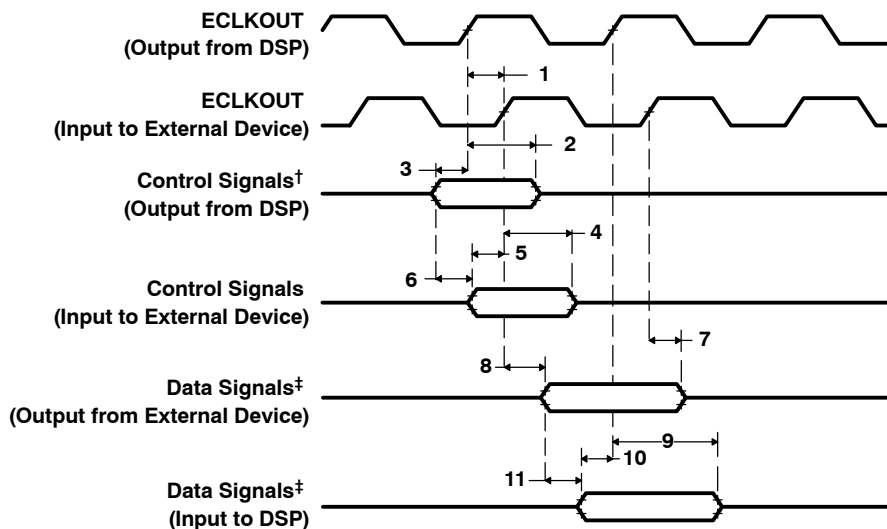 ECLKOUT
(Output from DSP)
1
ECLKOUT
(Input to External Device)
2
3
Control Signals†
(Output from DSP)
4
5
6
Control Signals
(Input to External Device)
7
8
Data Signals‡
(Output from External Device)
9
10
11
Data Signals‡
(Input to DSP)